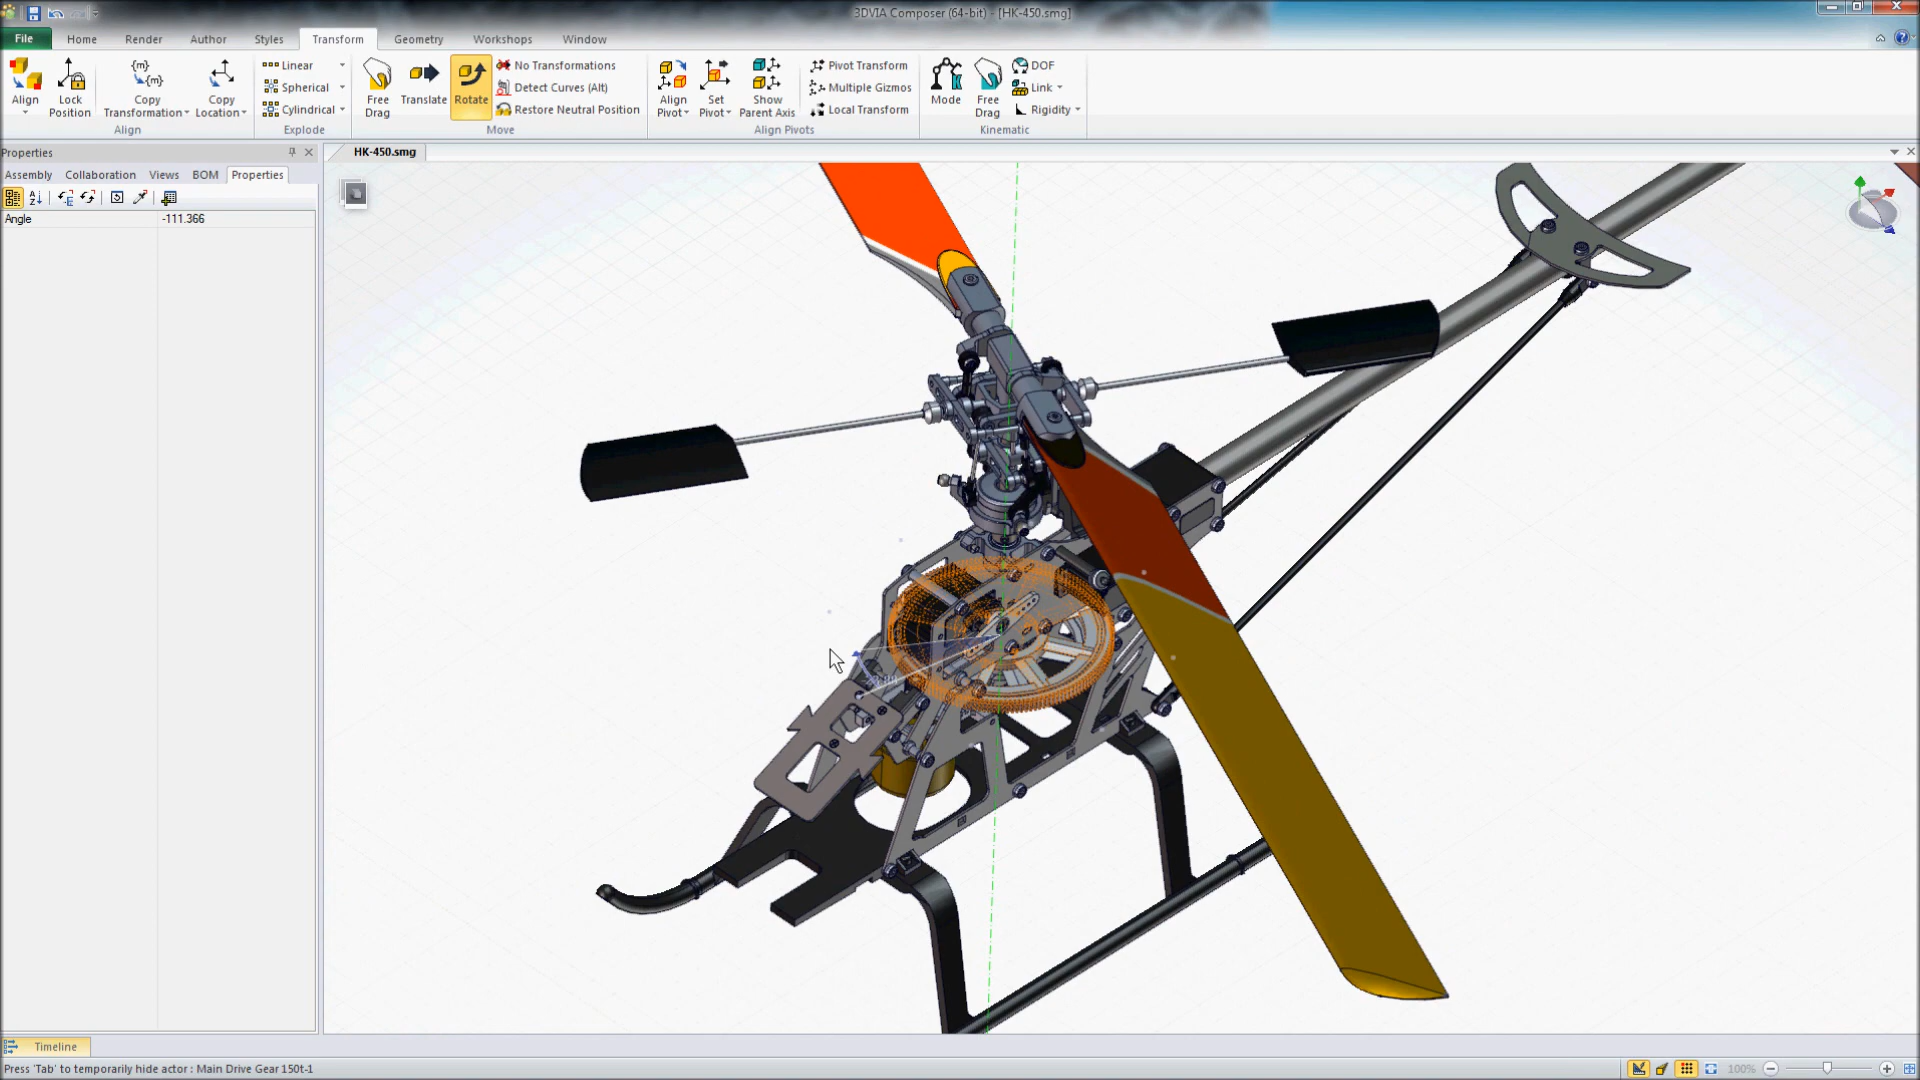 3DVIA Composer (64-bit) - [HK-450.smg]
File Home Render Author Styles Transform Geometry Workshops Window
Align
Lock Position
{m} {m}
Copy Transformation
Copy Location
Align
Linear
Spherical
Cylindrical
Explode
Free Drag
Translate
Rotate
No Transformations
Detect Curves (Alt)
Restore Neutral Position
Move
Align Pivot
Set Pivot
Show Parent Axis
Pivot Transform
Multiple Gizmos
Local Transform
Align Pivots
Mode
Free Drag
DOF
Link
Rigidity
Kinematic
Properties
HK-450.smg
Assembly Collaboration Views BOM Properties
Angle -111.366
Timeline
Press 'Tab' to temporarily hide actor : Main Drive Gear 150t-1
100%